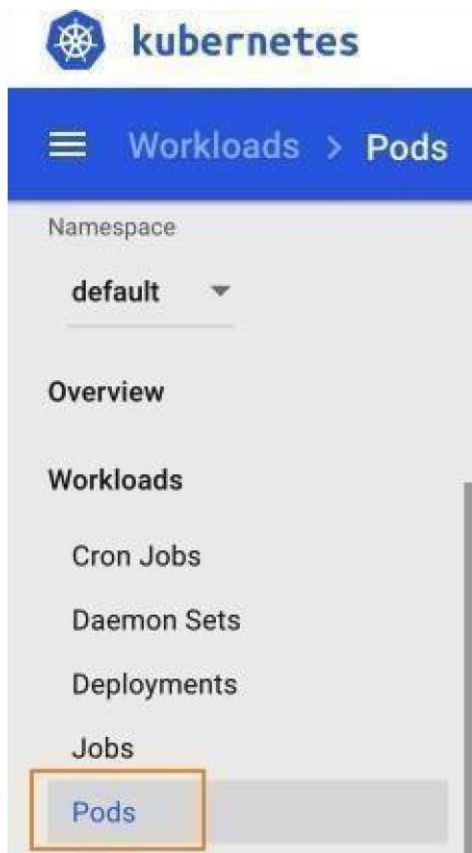 kubernetes
Workloads > Pods
Namespace
default
Overview
Workloads
Cron Jobs
Daemon Sets
Deployments
Jobs
Pods